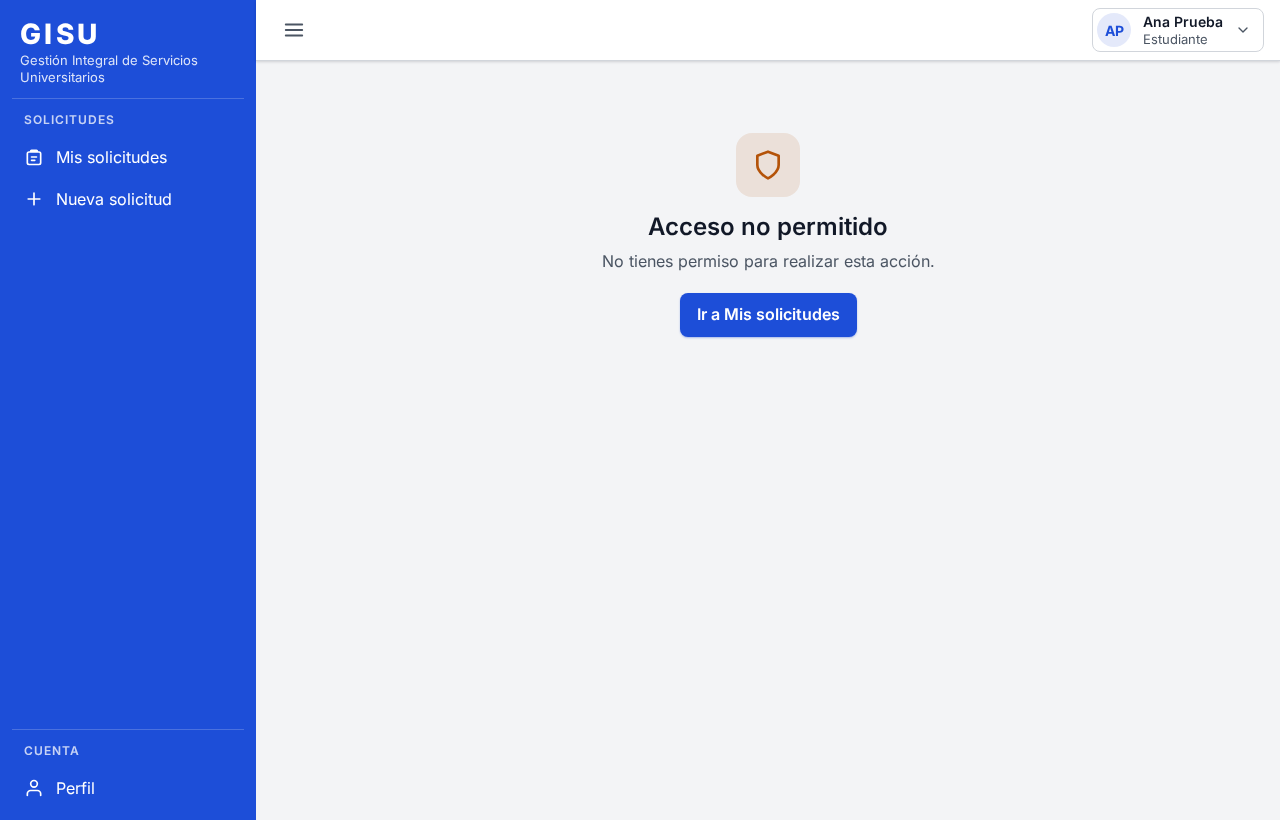 GISU
Gestión Integral de Servicios
Universitarios
SOLICITUDES
Mis solicitudes
Nueva solicitud
CUENTA
Perfil
AP
Ana Prueba
Estudiante
Acceso no permitido
No tienes permiso para realizar esta acción.
Ir a Mis solicitudes